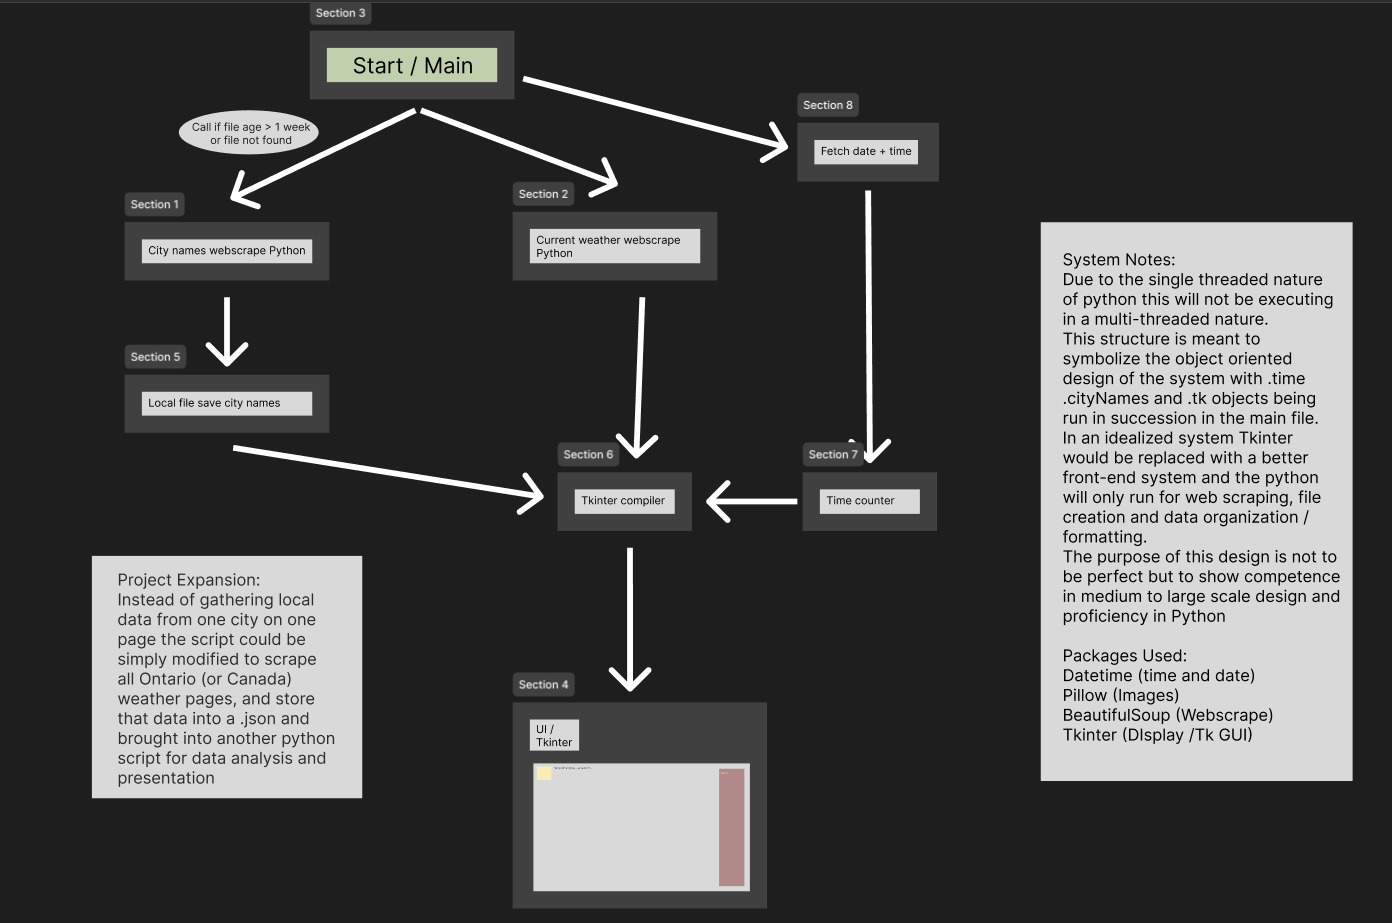 Section 3
Start / Main
Call if file age > 1 week
or file not found
Section 8
Fetch date + time
Section 1
City names webscrape Python
Section 2
Current weather webscrape
Python
Section 5
Local file save city names
Section 6
Tkinter compiler
Section 7
Time counter
Section 4
UI /
Tkinter
Project Expansion:
Instead of gathering local
data from one city on one
page the script could be
simply modified to scrape
all Ontario (or Canada)
weather pages, and store
that data into a .json and
brought into another python
script for data analysis and
presentation
System Notes:
Due to the single threaded nature
of python this will not be executing
in a multi-threaded nature.
This structure is meant to
symbolize the object oriented
design of the system with .time
.cityNames and .tk objects being
run in succession in the main file.
In an idealized system Tkinter
would be replaced with a better
front-end system and the python
will only run for web scraping, file
creation and data organization /
formatting.
The purpose of this design is not to
be perfect but to show competence
in medium to large scale design and
proficiency in Python
Packages Used:
Datetime (time and date)
Pillow (Images)
BeautifulSoup (Webscrape)
Tkinter (DIsplay /Tk GUI)